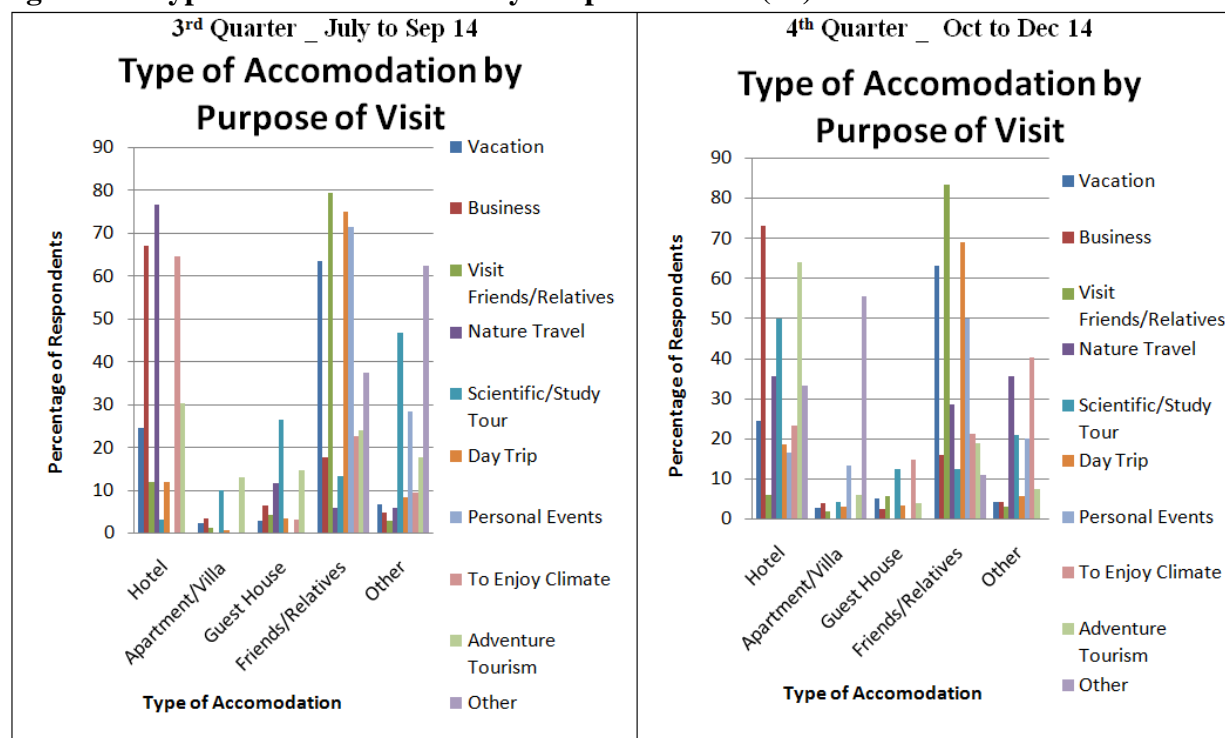 3rd Quarter _ July to Sep 14
Type of Accomodation by
Purpose of Visit
90
80
70
60
50
40
30
20
10
0
Percentage of Respondents
Hotel
Apartment/Villa
Guest House
Friends/Relatives
Other
Type of Accomodation
Vacation
Business
Visit
Friends/Relatives
Nature Travel
Scientific/Study
Tour
Day Trip
Personal Events
To Enjoy Climate
Adventure
Tourism
Other
4th Quarter _ Oct to Dec 14
Type of Accomodation by
Purpose of Visit
90
80
70
60
50
40
30
20
10
0
Percentage of Respondents
Hotel
Apartment/Villa
Guest House
Friends/Relatives
Other
Type of Accomodation
Vacation
Business
Visit
Friends/Relatives
Nature Travel
Scientific/Study
Tour
Day Trip
Personal Events
To Enjoy Climate
Adventure
Tourism
Other